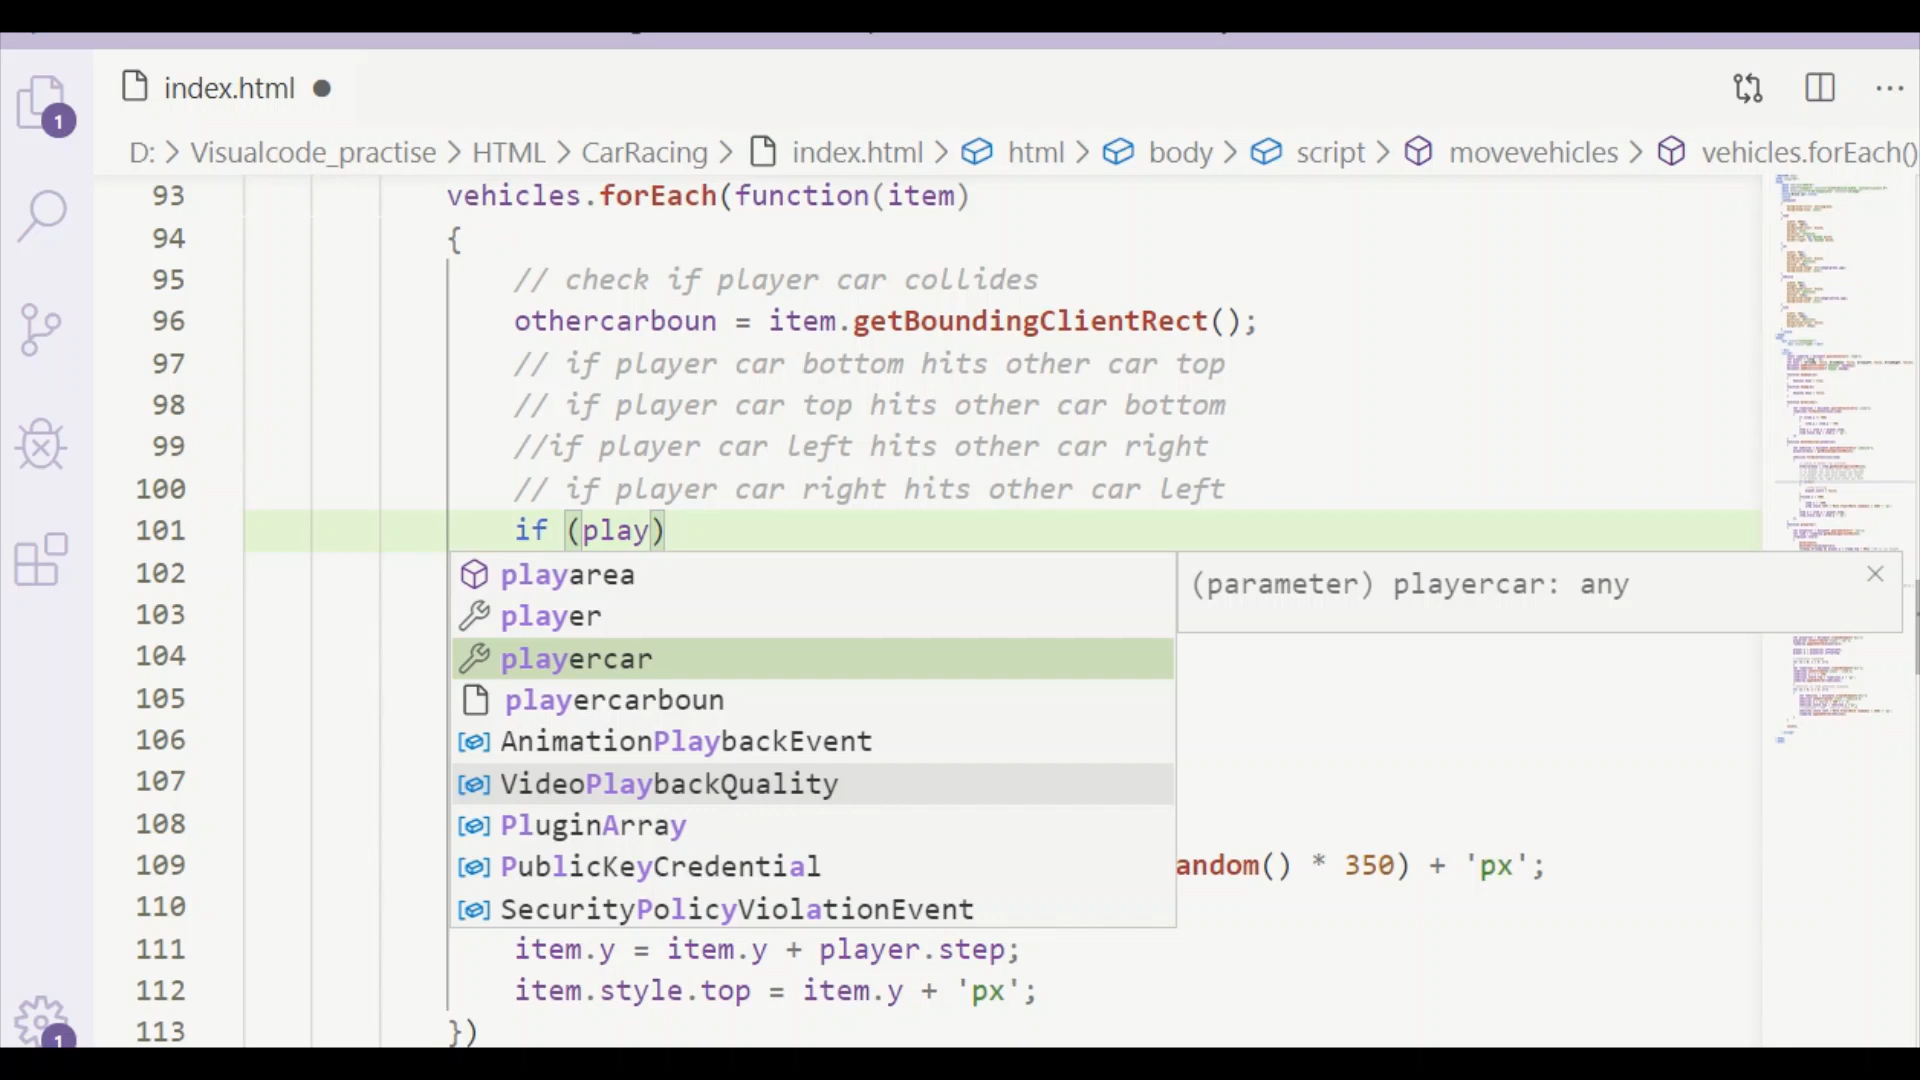 index.html
1
D: > Visualcode_practise > HTML > CarRacing > index.html > html > body > script > movevehicles > vehicles.forEach()
93 vehicles.forEach(function(item)
94 {
95 // check if player car collides
96 othercarboun = item.getBoundingClientRect();
97 // if player car bottom hits other car top
98 // if player car top hits other car bottom
99 //if player car left hits other car right
100 // if player car right hits other car left
101 if (play)
102 playarea
(parameter) playercar: any
103 player
104 playercar
105 playercarboun
106 AnimationPlaybackEvent
107 VideoPlaybackQuality
108 PluginArray
109 PublicKeyCredential andom() * 350) + 'px';
110 SecurityPolicyViolationEvent
111 item.y = item.y + player.step;
112 item.style.top = item.y + 'px';
113 })
1